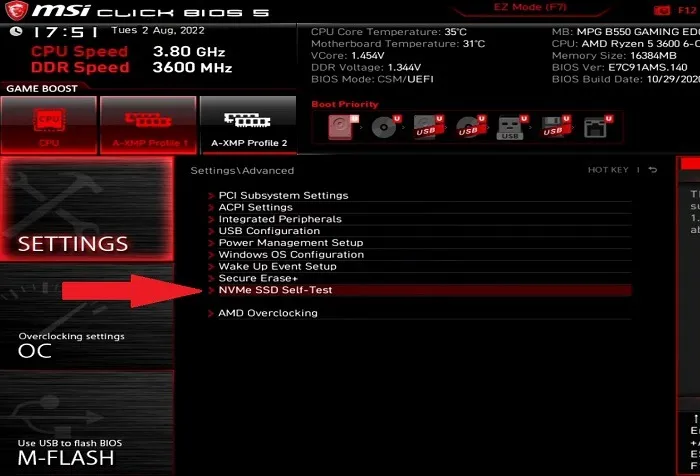 msi CLICK BIOS 5
EZ Mode (F7)
F12
17:51 Tues 2 Aug, 2022
CPU Speed 3.80 GHz
DDR Speed 3600 MHz
CPU Core Temperature: 35°C
Motherboard Temperature: 31°C
VCore: 1.454V
DDR Voltage: 1.344V
BIOS Mode: CSM/UEFI
MB: MPG B550 GAMING EDG
CPU: AMD Ryzen 5 3600 6-C
Memory Size: 16384MB
BIOS Ver: E7C91AMS.140
BIOS Build Date: 10/29/2020
GAME BOOST
CPU
CPU
A-XMP Profile 1
A-XMP Profile 2
Boot Priority
U
USB U
USB U
USB U
U
U
SETTINGS
Overclocking settings
OC
Use USB to flash BIOS
M-FLASH
Settings\Advanced
HOT KEY
> PCI Subsystem Settings
> ACPI Settings
> Integrated Peripherals
> USB Configuration
> Power Management Setup
> Windows OS Configuration
> Wake Up Event Setup
> Secure Erase+
> NVMe SSD Self-Test
> AMD Overclocking
su
1.